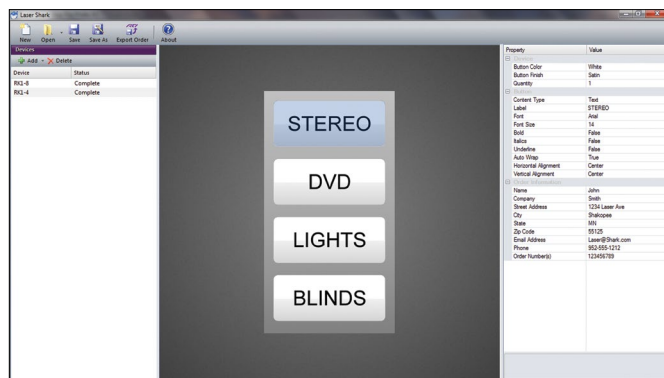 Laser Shark
New Open Save Save As Export Order About
Devices
Add Delete
Device Status
RK1-8 Complete
RK1-4 Complete
STEREO
DVD
LIGHTS
BLINDS
Property Value
Button Color White
Button Finish Satin
Quantity 1
Content Type Text
Label STEREO
Font Arial
Font Size 14
Bold False
Italics False
Underline False
Auto Wrap True
Horizontal Alignment Center
Vertical Alignment Center
Order Information
Name John
Company Smith
Street Address 1234 Laser Ave
City Shakopee
State MN
Zip Code 55125
Email Address Laser@Shark.com
Phone 952-555-1212
Order Number(s) 123456789